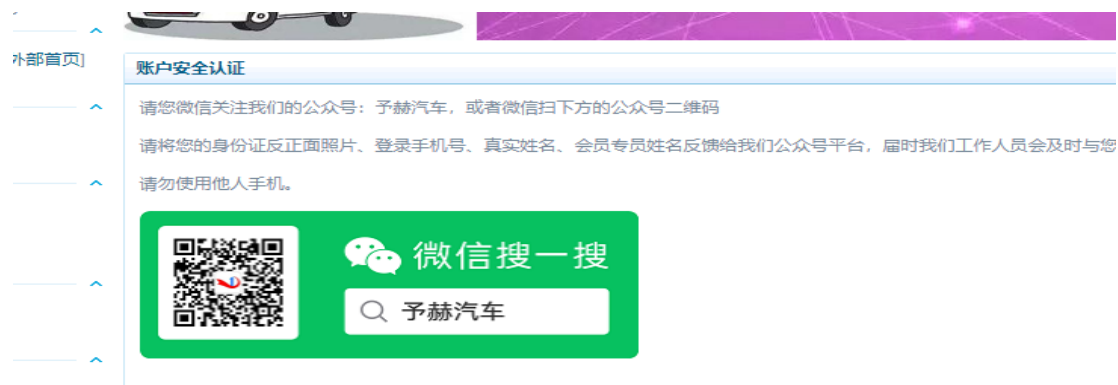 外部首页]
账户安全认证
请您微信关注我们的公众号：予赫汽车，或者微信扫下方的公众号二维码
请将您的身份证反正面照片、登录手机号、真实姓名、会员专员姓名反馈给我们公众号平台，届时我们工作人员会及时与您
请勿使用他人手机。
微信搜一搜
予赫汽车